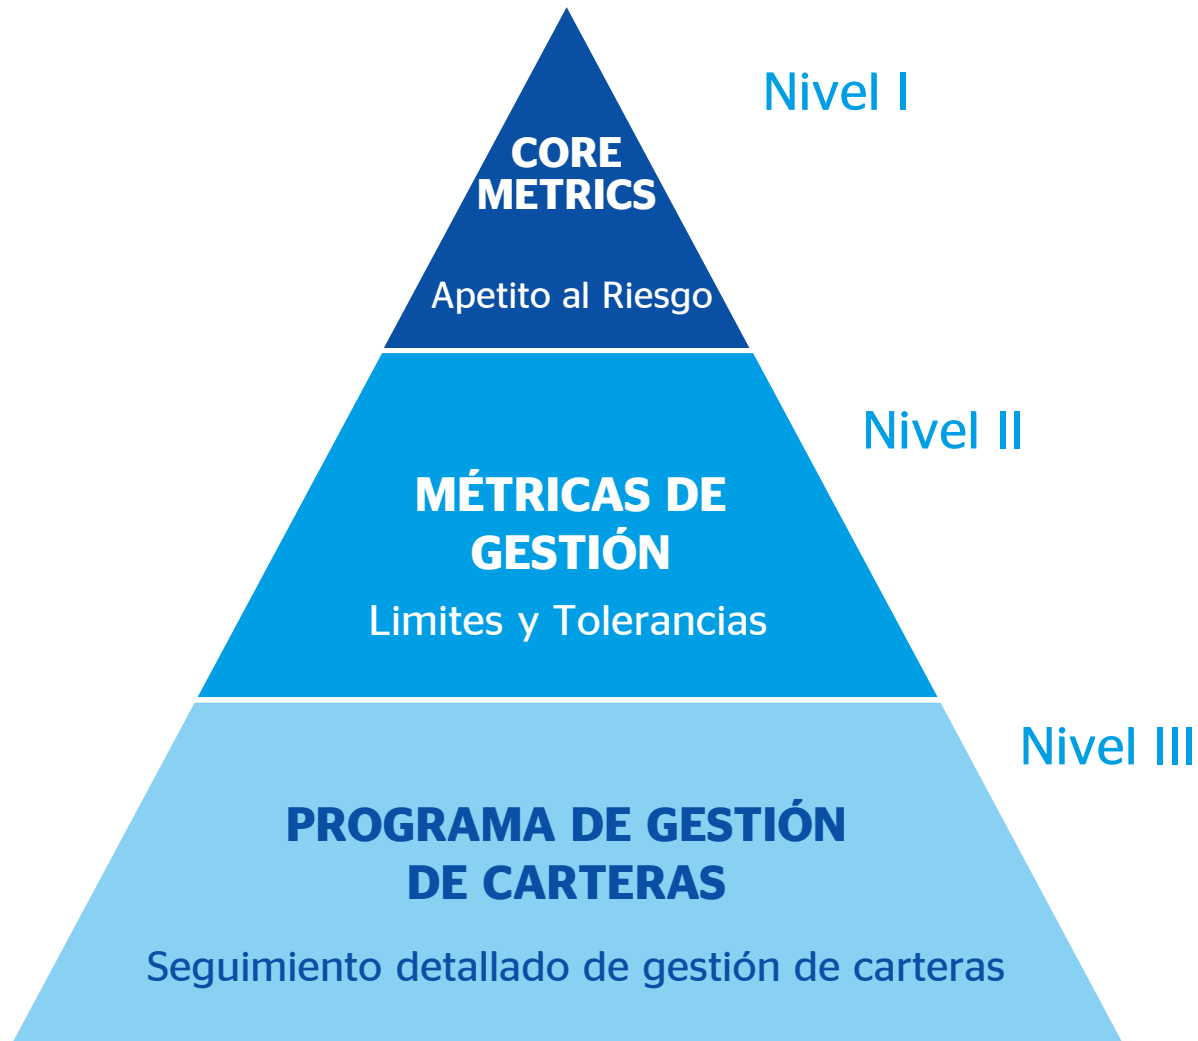 Nivel I
CORE
METRICS
Apetito al Riesgo
Nivel II
MÉTRICAS DE
GESTIÓN
Limites y Tolerancias
Nivel III
PROGRAMA DE GESTIÓN
DE CARTERAS
Seguimiento detallado de gestión de carteras